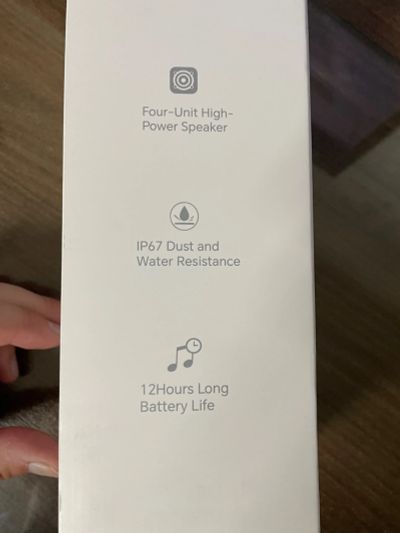 Four-Unit High-
Power Speaker
IP67 Dust and
Water Resistance
12Hours Long
Battery Life